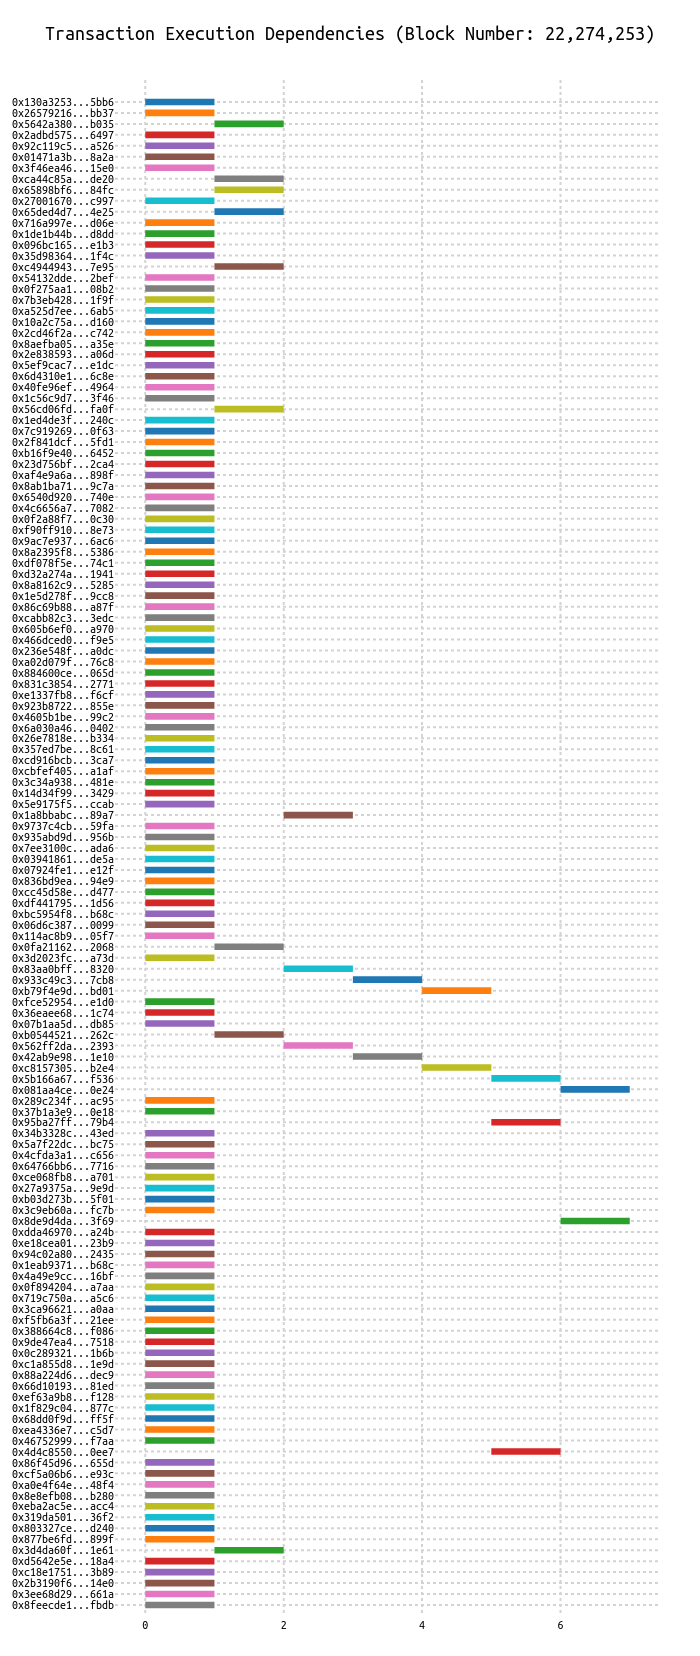 Transaction Execution Dependencies (Block Number: 22,274,253)
0x130a3253...5bb6
0x26579216...bb37
0x5642a380...b035
0x2adbd575...6497
0x92c119c5...a526
0x01471a3b...8a2a
0x3f46ea46...15e0
0xca44c85a...de20
0x65898bf6...84fc
0x27001670...c997
0x65ded4d7...4e25
0x716a997e...d06e
0x1de1b44b...d8dd
0x096bc165...e1b3
0x35d98364...1f4c
0xc4944943...7e95
0x54132dde...2bef
0x0f275aa1...08b2
0x7b3eb428...1f9f
0xa525d7ee...6ab5
0x10a2c75a...d160
0x2cd46f2a...c742
0x8aefba05...a35e
0x2e838593...a06d
0x5ef9cac7...e1dc
0x6d4310e1...6c8e
0x40fe96ef...4964
0x1c56c9d7...3f46
0x56cd06fd...fa0f
0x1ed4de3f...240c
0x7c919269...0f63
0x2f841dcf...5fd1
0xb16f9e40...6452
0x23d756bf...2ca4
0xaf4e9a6a...898f
0x8ab1ba71...9c7a
0x6540d920...740e
0x4c6656a7...7082
0x0f2a88f7...0c30
0xf90ff910...8e73
0x9ac7e937...6ac6
0x8a2395f8...5386
0xdf078f5e...74c1
0xd32a274a...1941
0x8a8162c9...5285
0x1e5d278f...9cc8
0x86c69b88...a87f
0xcabb82c3...3edc
0x605b6ef0...a970
0x466dced0...f9e5
0x236e548f...a0dc
0xa02d079f...76c8
0x884600ce...065d
0x831c3854...2771
0xe1337fb8...f6cf
0x923b8722...855e
0x4605b1be...99c2
0x6a030a46...0402
0x26e7818e...b334
0x357ed7be...8c61
0xcd916bcb...3ca7
0xcbfef405...a1af
0x3c34a938...481e
0x14d34f99...3429
0x5e9175f5...ccab
0x1a8bbabc...89a7
0x9737c4cb...59fa
0x935abd9d...956b
0x7ee3100c...ada6
0x03941861...de5a
0x07924fe1...e12f
0x836bd9ea...94e9
0xcc45d58e...d477
0xdf441795...1d56
0xbc5954f8...b68c
0x06d6c387...0099
0x114ac8b9...05f7
0x0fa21162...2068
0x3d2023fc...a73d
0x83aa0bff...8320
0x933c49c3...7cb8
0xb79f4e9d...bd01
0xfce52954...e1d0
0x36eaee68...1c74
0x07b1aa5d...db85
0xb0544521...262c
0x562ff2da...2393
0x42ab9e98...1e10
0xc8157305...b2e4
0x5b166a67...f536
0x081aa4ce...0e24
0x289c234f...ac95
0x37b1a3e9...0e18
0x95ba27ff...79b4
0x34b3328c...43ed
0x5a7f22dc...bc75
0x4cfda3a1...c656
0x64766bb6...7716
0xce068fb8...a701
0x27a9375a...9e9d
0xb03d273b...5f01
0x3c9eb60a...fc7b
0x8de9d4da...3f69
0xdda46970...a24b
0xe18cea01...23b9
0x94c02a80...2435
0x1eab9371...b68c
0x4a49e9cc...16bf
0x0f894204...a7aa
0x719c750a...a5c6
0x3ca96621...a0aa
0xf5fb6a3f...21ee
0x388664c8...f086
0x9de47ea4...7518
0x0c289321...1b6b
0xc1a855d8...1e9d
0x88a224d6...dec9
0x66d10193...81ed
0xef63a9b8...f128
0x1f829c04...877c
0x68dd0f9d...ff5f
0xea4336e7...c5d7
0x46752999...f7aa
0x4d4c8550...0ee7
0x86f45d96...655d
0xcf5a06b6...e93c
0xa0e4f64e...48f4
0x8e8efb08...b280
0xeba2ac5e...acc4
0x319da501...36f2
0x803327ce...d240
0x877be6fd...899f
0x3d4da60f...1e61
0xd5642e5e...18a4
0xc18e1751...3b89
0x2b3190f6...14e0
0x3ee68d29...661a
0x8feecde1...fbdb
0 2 4 6